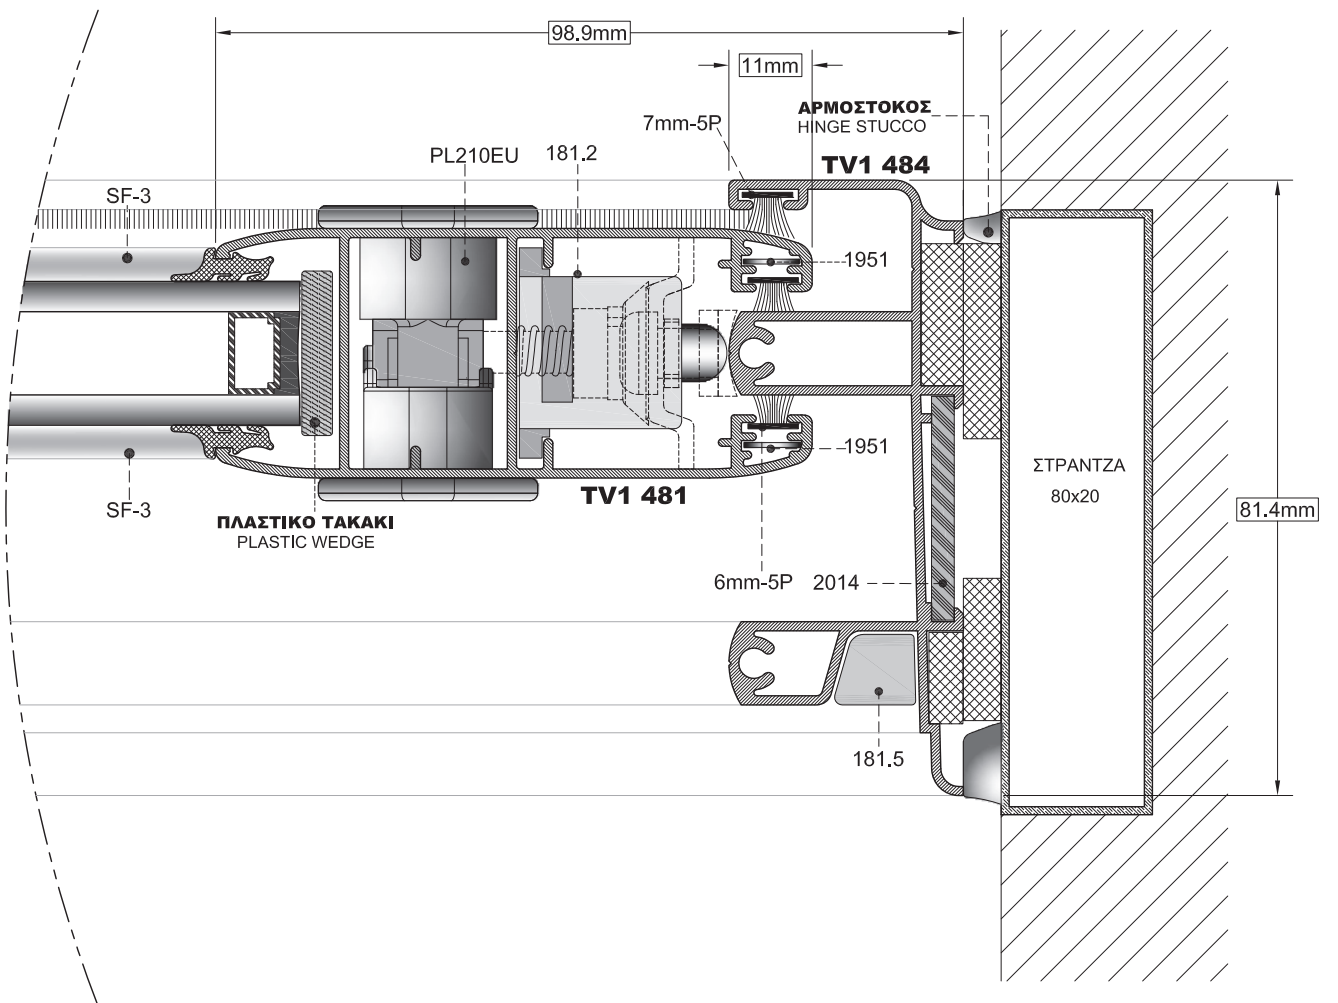 98.9mm
11mm
ΑΡΜΟΣΤΟΚΟΣ
HINGE STUCCO
7mm-5P
TV1 484
PL210EU
181.2
SF-3
1951
1951
ΣΤΡΑΝΤΖΑ
80x20
81.4mm
TV1 481
SF-3
ΠΛΑΣΤΙΚΟ ΤΑΚΑΚΙ
PLASTIC WEDGE
6mm-5P
2014
181.5